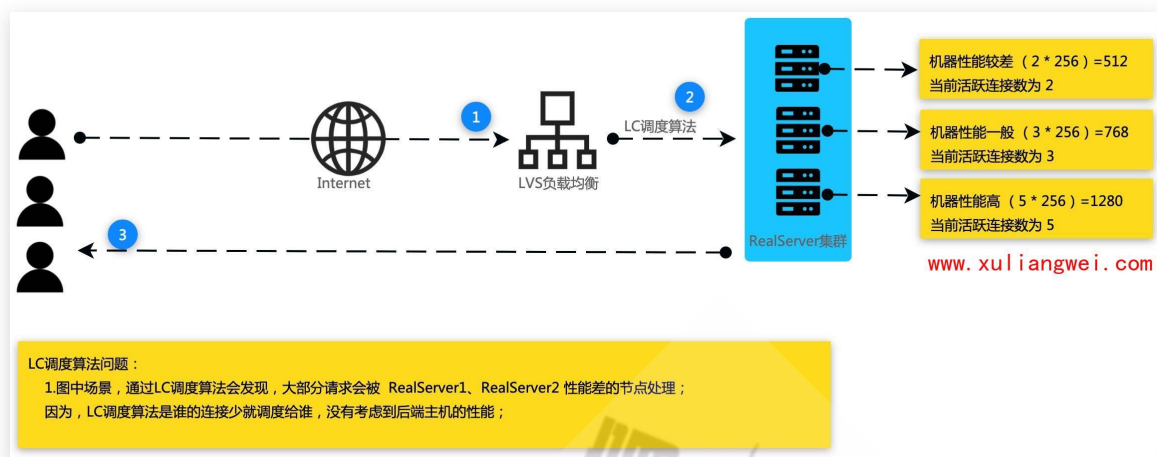 机器性能较差 （2 * 256）=512
当前活跃连接数为 2
2
1
LC调度算法
机器性能一般 （3 * 256）=768
当前活跃连接数为 3
Internet
LVS负载均衡
机器性能高 （5 * 256）=1280
当前活跃连接数为 5
3
RealServer集群
www.xuliangwei.com
LC调度算法问题：
1.图中场景，通过LC调度算法会发现，大部分请求会被 RealServer1、RealServer2 性能差的节点处理；
因为，LC调度算法是谁的连接少就调度给谁，没有考虑到后端主机的性能；